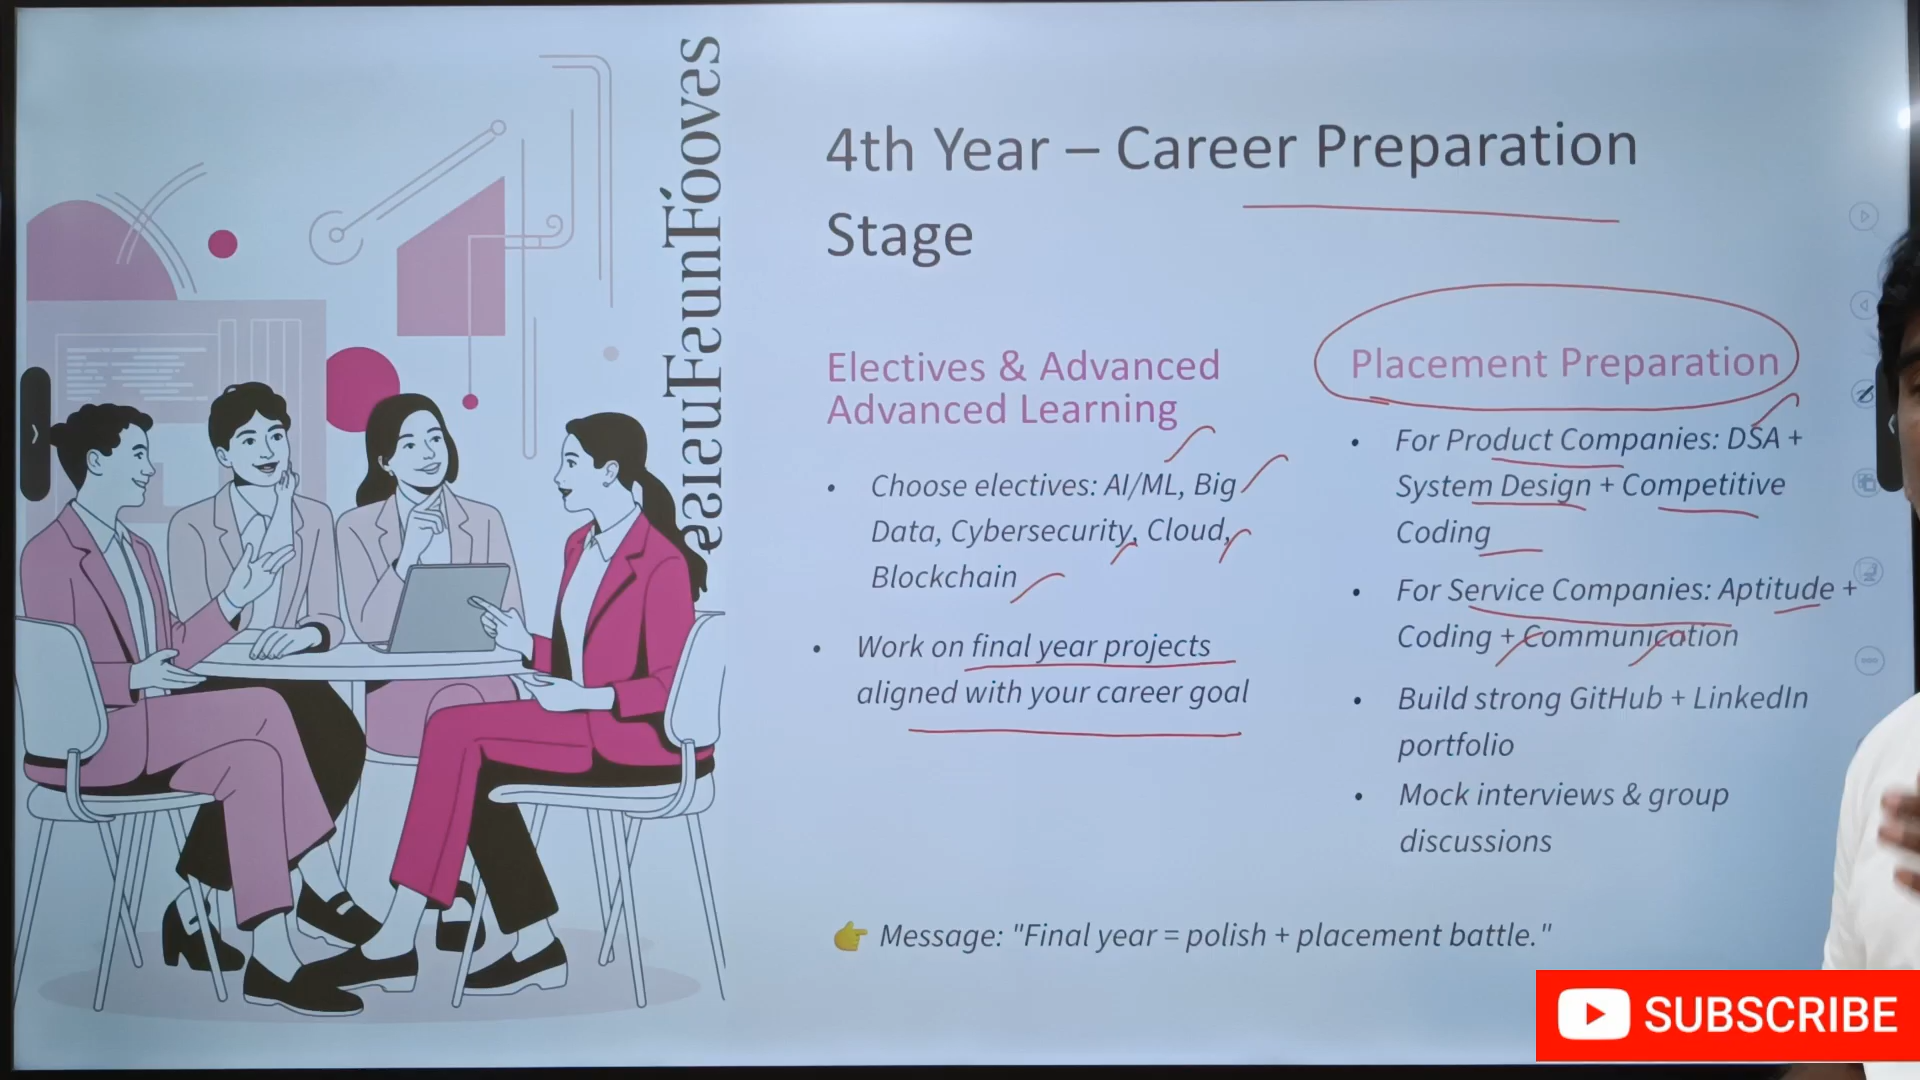 4th Year – Career Preparation
Stage
Electives & Advanced
Advanced Learning
• Choose electives: AI/ML, Big
Data, Cybersecurity, Cloud,
Blockchain
• Work on final year projects
aligned with your career goal
Placement Preparation
• For Product Companies: DSA +
System Design + Competitive
Coding
• For Service Companies: Aptitude +
Coding + Communication
• Build strong GitHub + LinkedIn
portfolio
• Mock interviews & group
discussions
👉 Message: "Final year = polish + placement battle."
SUBSCRIBE